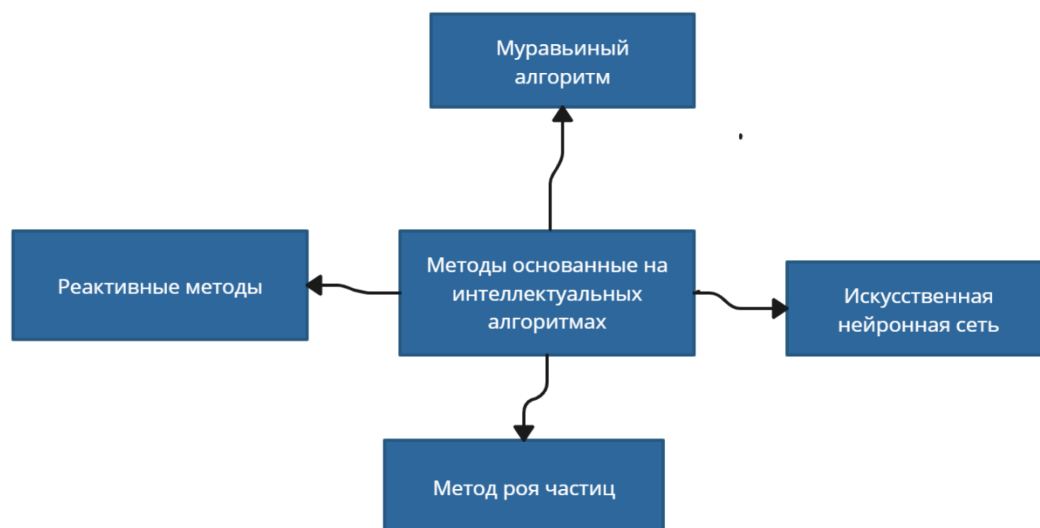 Муравьиный
алгоритм
Реактивные методы
Методы основанные на
интеллектуальных
алгоритмах
Искусственная
нейронная сеть
Метод роя частиц